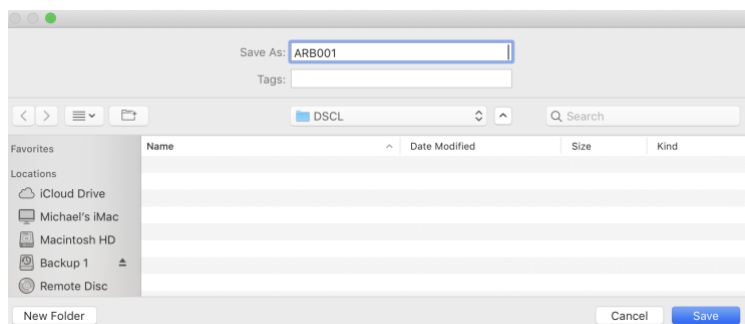 Save As: ARB001
Tags:
DSCL
Search
Name Date Modified Size Kind
Favorites
Locations
iCloud Drive
Michael's iMac
Macintosh HD
Backup 1
Remote Disc
New Folder Cancel Save